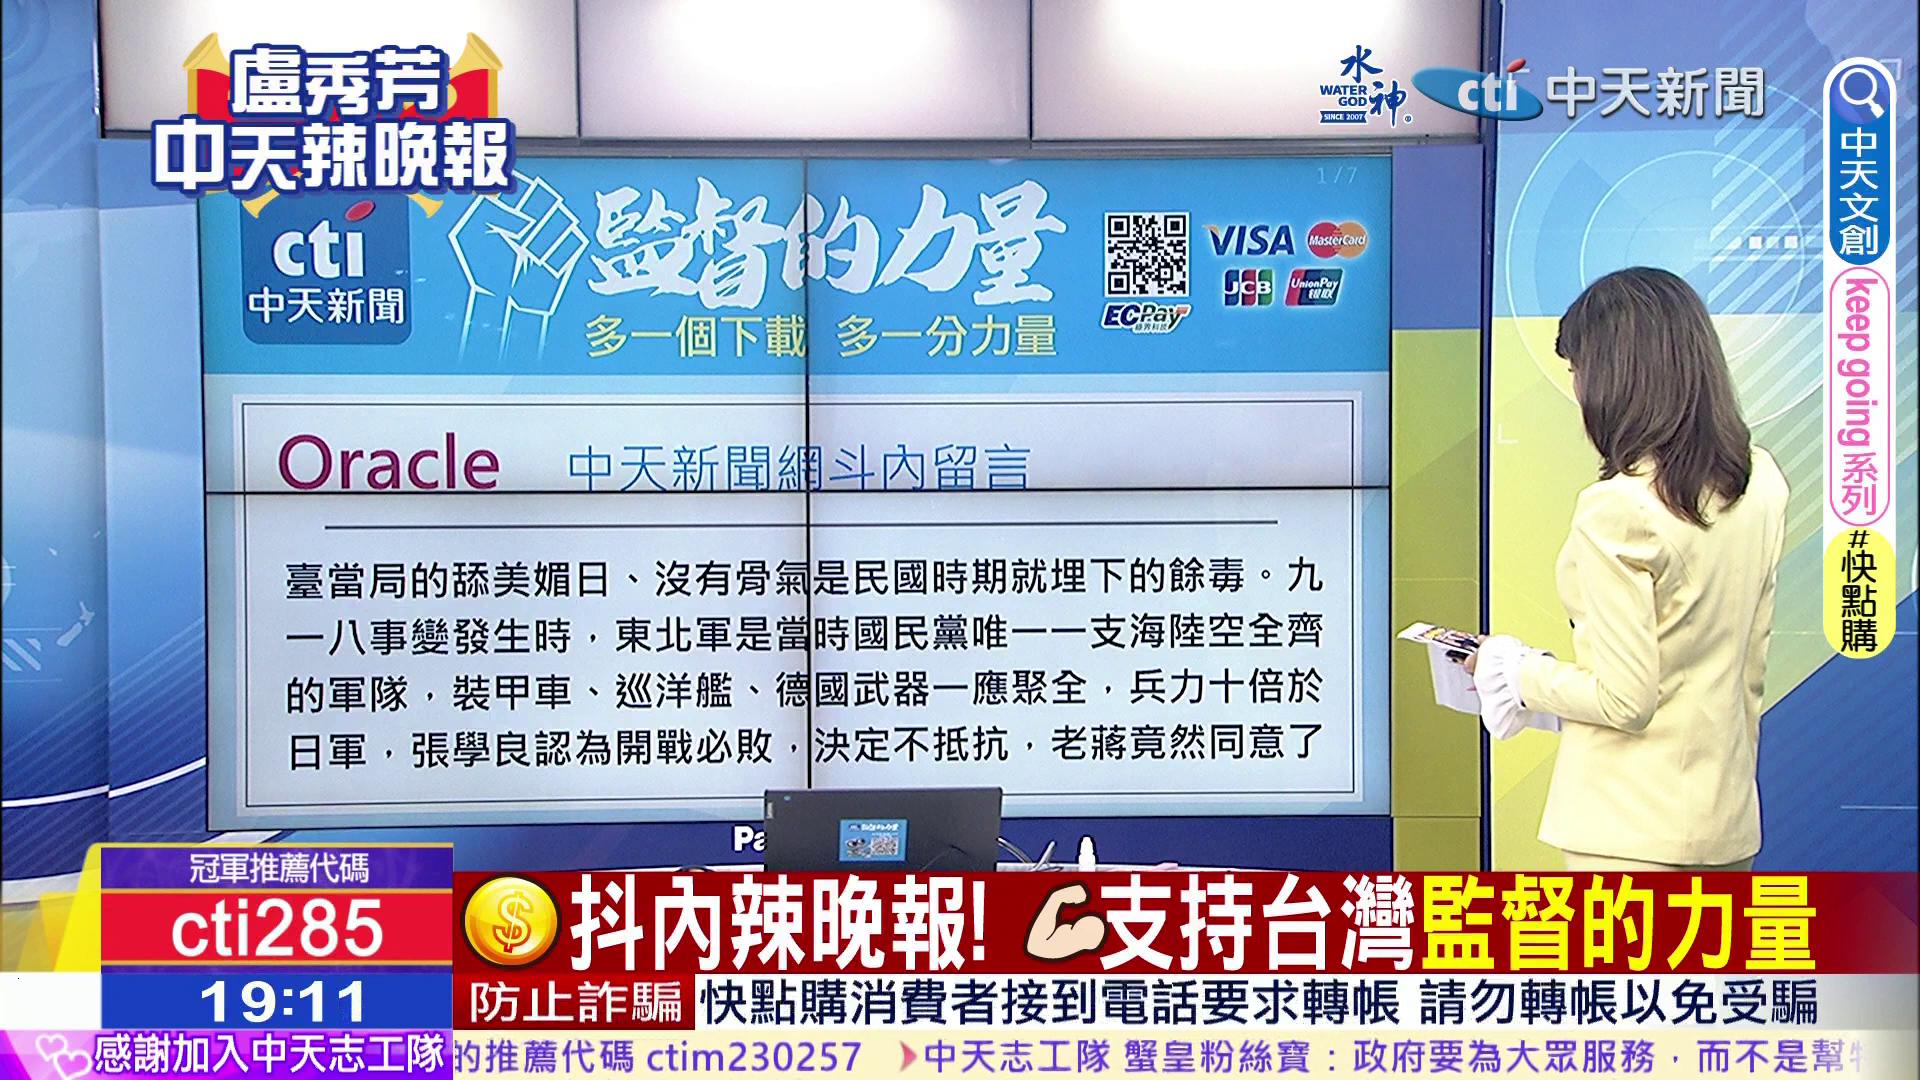 盧秀芳
中天辣晚報
水神
WATER GOD
SINCE 2007
cti 中天新聞
中天文創
keep going 系列
#快點購
1/7
cti
中天新聞
監督的力量
多一個下載 多一分力量
ECPay
綠界科技
VISA MasterCard
JCB UnionPay 銀聯
Oracle 中天新聞網斗內留言
臺當局的舔美媚日、沒有骨氣是民國時期就埋下的餘毒。九
一八事變發生時，東北軍是當時國民黨唯一一支海陸空全齊
的軍隊，裝甲車、巡洋艦、德國武器一應聚全，兵力十倍於
日軍，張學良認為開戰必敗，決定不抵抗，老蔣竟然同意了
Pa
冠軍推薦代碼
cti285
19:11
抖內辣晚報! 支持台灣監督的力量
防止詐騙 快點購消費者接到電話要求轉帳 請勿轉帳以免受騙
感謝加入中天志工隊 的推薦代碼 ctim230257 中天志工隊 蟹皇粉絲寶：政府要為大眾服務，而不是幫